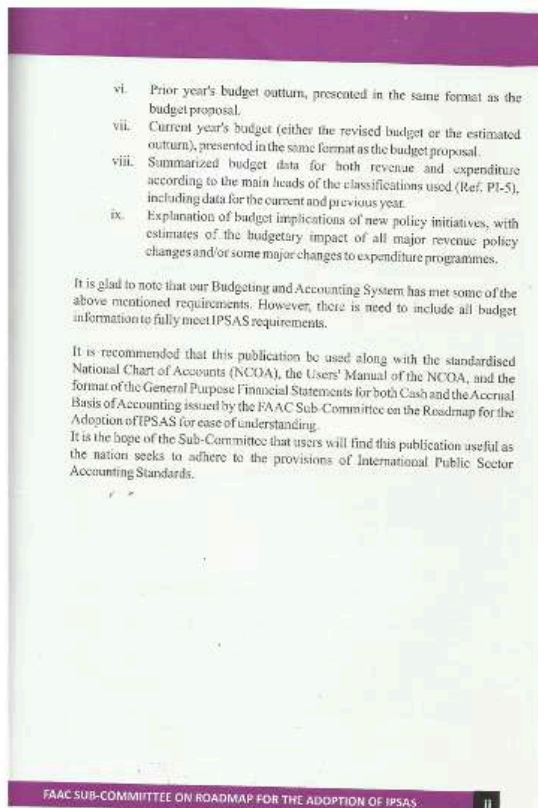 vi. Prior year's budget outturn, presented in the same format as the
budget proposal.
vii. Current year's budget (either the revised budget or the estimated
outturn), presented in the same format as the budget proposal.
viii. Summarized budget data for both revenue and expenditure
according to the main heads of the classifications used (Ref. PI-5),
including data for the current and previous year.
ix. Explanation of budget implications of new policy initiatives, with
estimates of the budgetary impact of all major revenue policy
changes and/or some major changes to expenditure programmes.
It is glad to note that our Budgeting and Accounting System has met some of the
above mentioned requirements. However, there is need to include all budget
information to fully meet IPSAS requirements.
It is recommended that this publication be used along with the standardised
National Chart of Accounts (NCOA), the Users' Manual of the NCOA, and the
format of the General Purpose Financial Statements for both Cash and the Accrual
Basis of Accounting issued by the FAAC Sub-Committee on the Roadmap for the
Adoption of IPSAS for ease of understanding.
It is the hope of the Sub-Committee that users will find this publication useful as
the nation seeks to adhere to the provisions of International Public Sector
Accounting Standards.
FAAC SUB-COMMIITTEE ON ROADMAP FOR THE ADOPTION OF IPSAS